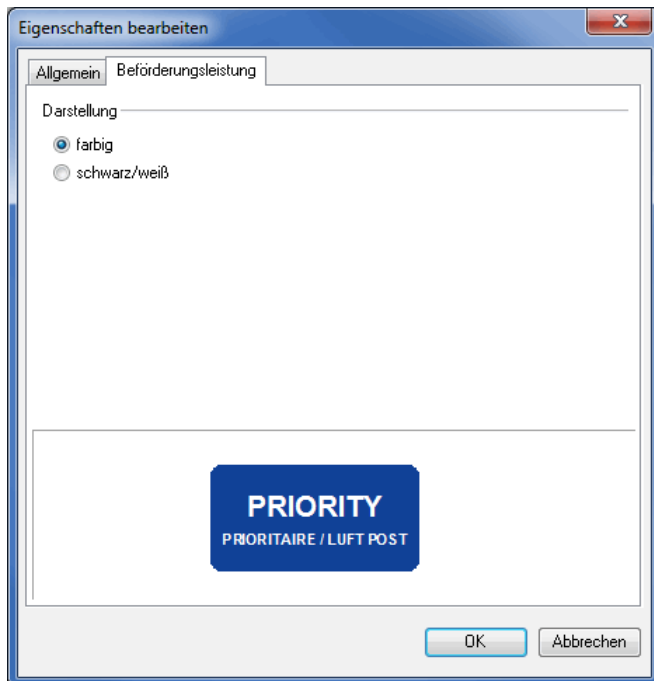 Eigenschaften bearbeiten
Allgemein Beförderungsleistung
Darstellung
farbig
schwarz/weiß
PRIORITY
PRIORITAIRE / LUFT POST
OK Abbrechen